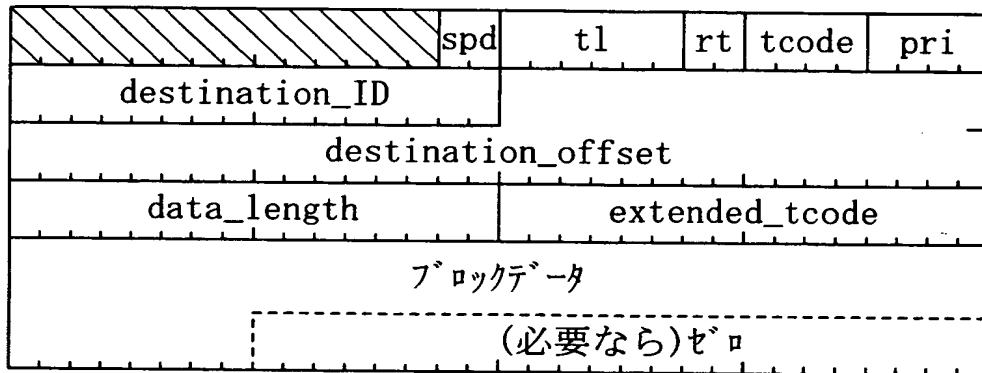 spd tl rt tcode pri
destination_ID
destination_offset
data_length extended_tcode
ブロックデータ
(必要なら)ゼロ